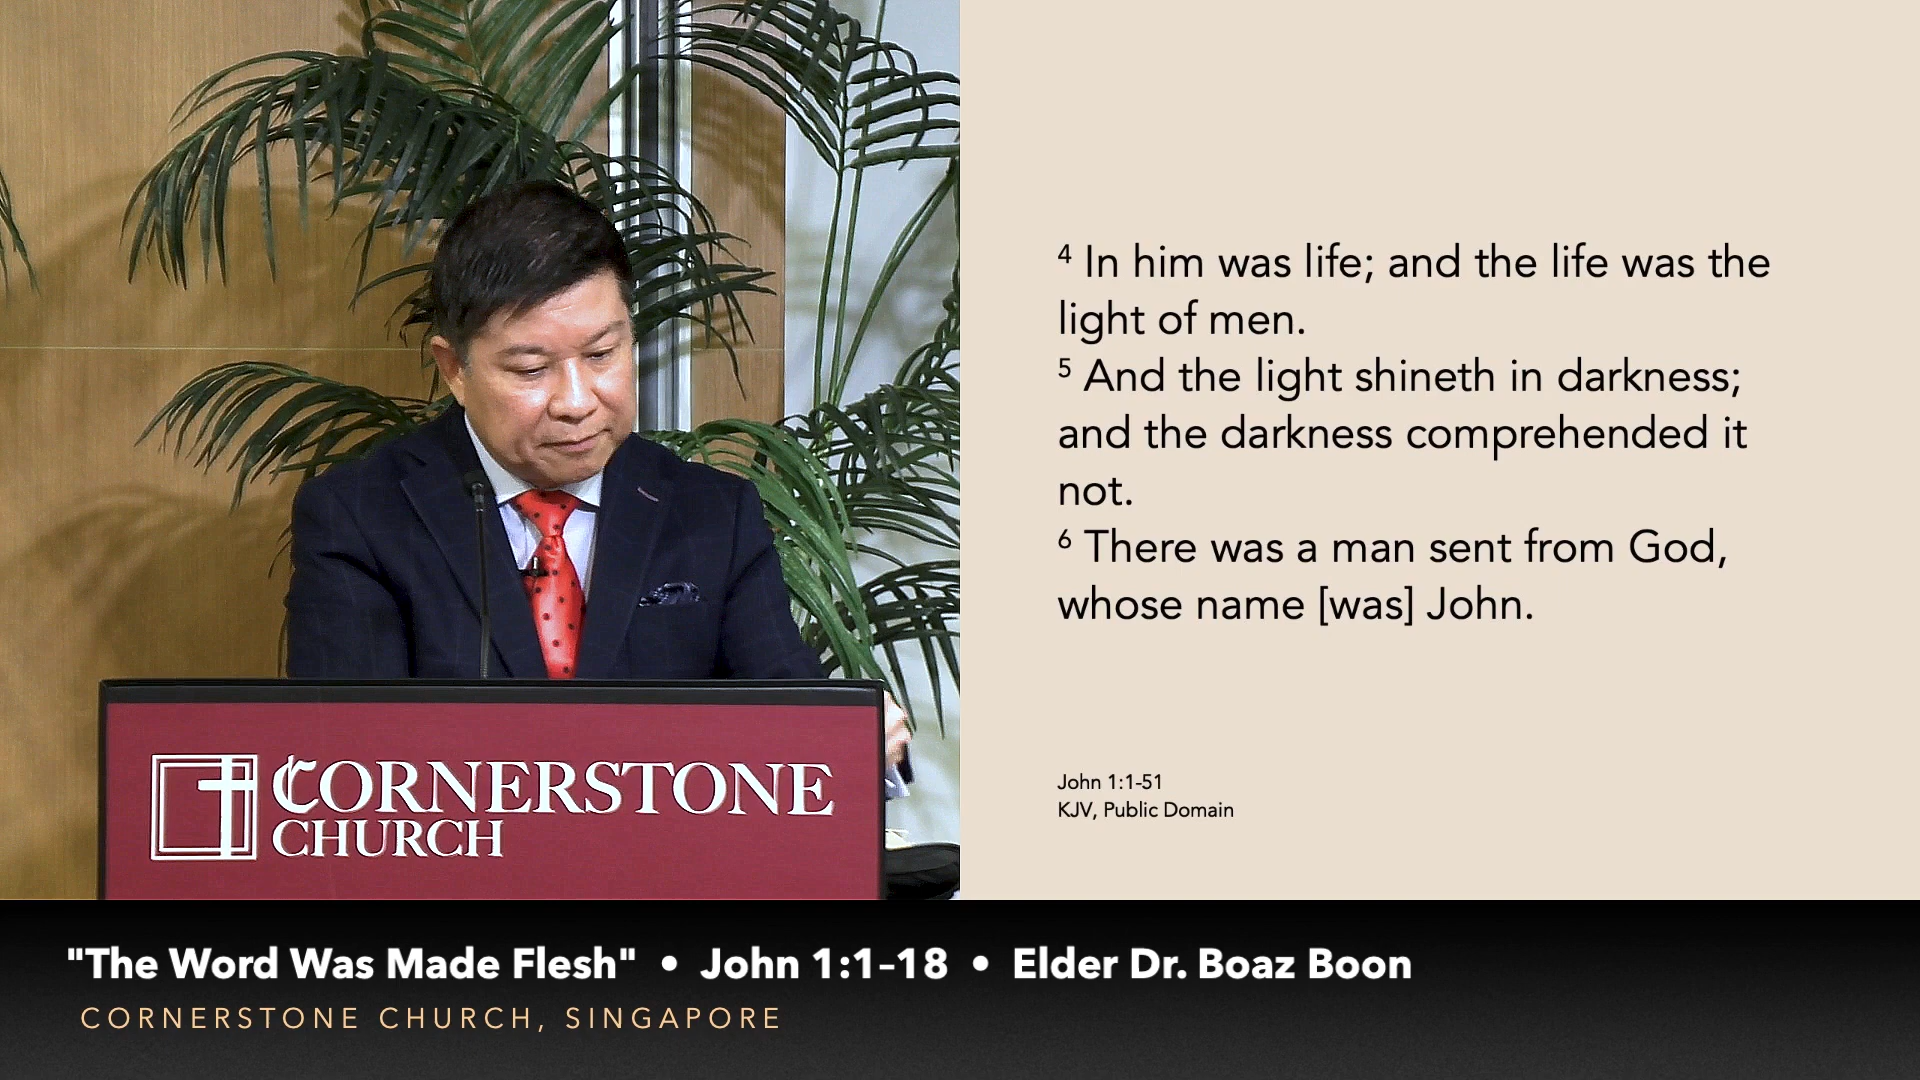 ⁴ In him was life; and the life was the
light of men.
⁵ And the light shineth in darkness;
and the darkness comprehended it
not.
⁶ There was a man sent from God,
whose name [was] John.
John 1:1-51
KJV, Public Domain
CORNERSTONE
CHURCH
"The Word Was Made Flesh" • John 1:1–18 • Elder Dr. Boaz Boon
CORNERSTONE CHURCH, SINGAPORE